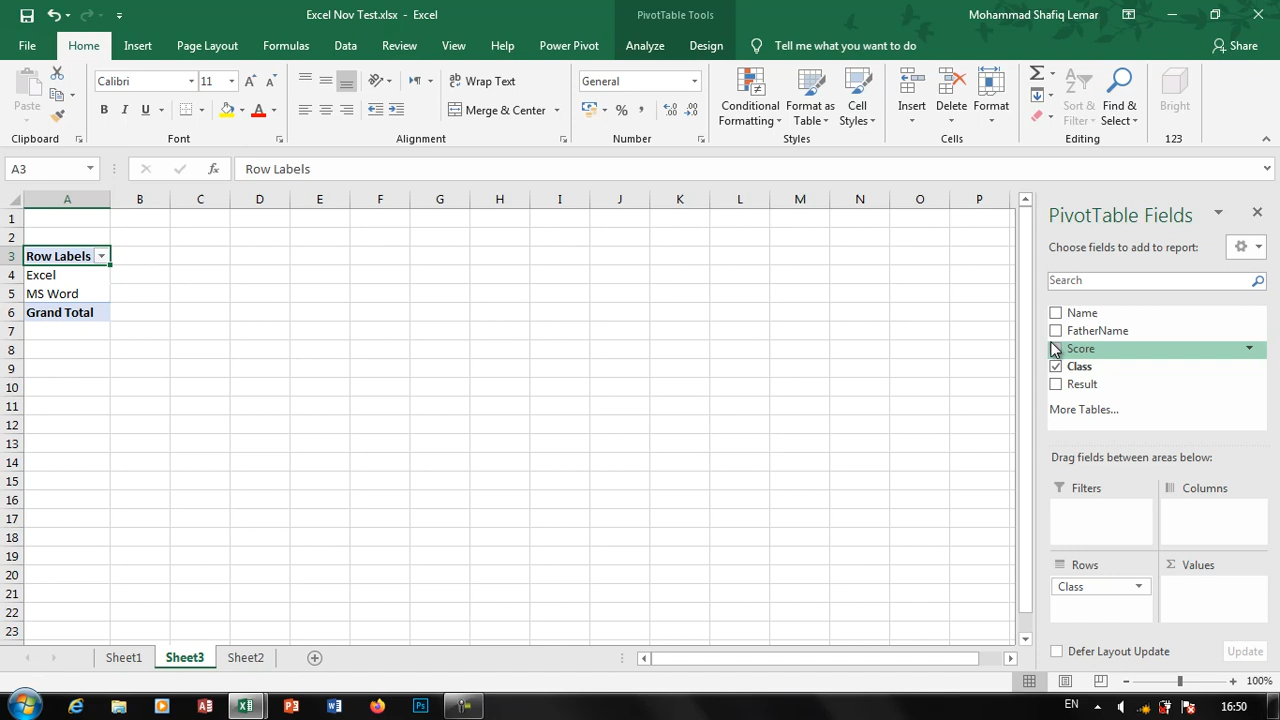 Excel Nov Test.xlsx - Excel
PivotTable Tools
Mohammad Shafiq Lemar
File
Home
Insert
Page Layout
Formulas
Data
Review
View
Help
Power Pivot
Analyze
Design
Tell me what you want to do
Share
Paste
Clipboard
Calibri
11
B I U
Font
Wrap Text
Merge & Center
Alignment
General
Number
Conditional
Formatting
Format as
Table
Cell
Styles
Styles
Insert
Delete
Format
Cells
Sort &
Filter
Find &
Select
Editing
Bright
123
A3
fx
Row Labels
A B C D E F G H I J K L M N O P
1
2
3 Row Labels
4 Excel
5 MS Word
6 Grand Total
7
8
9
10
11
12
13
14
15
16
17
18
19
20
21
22
23
PivotTable Fields
Choose fields to add to report:
Search
Name
FatherName
Score
Class
Result
More Tables...
Drag fields between areas below:
Filters
Columns
Rows
Values
Class
Defer Layout Update
Update
Sheet1
Sheet3
Sheet2
100%
EN
16:50